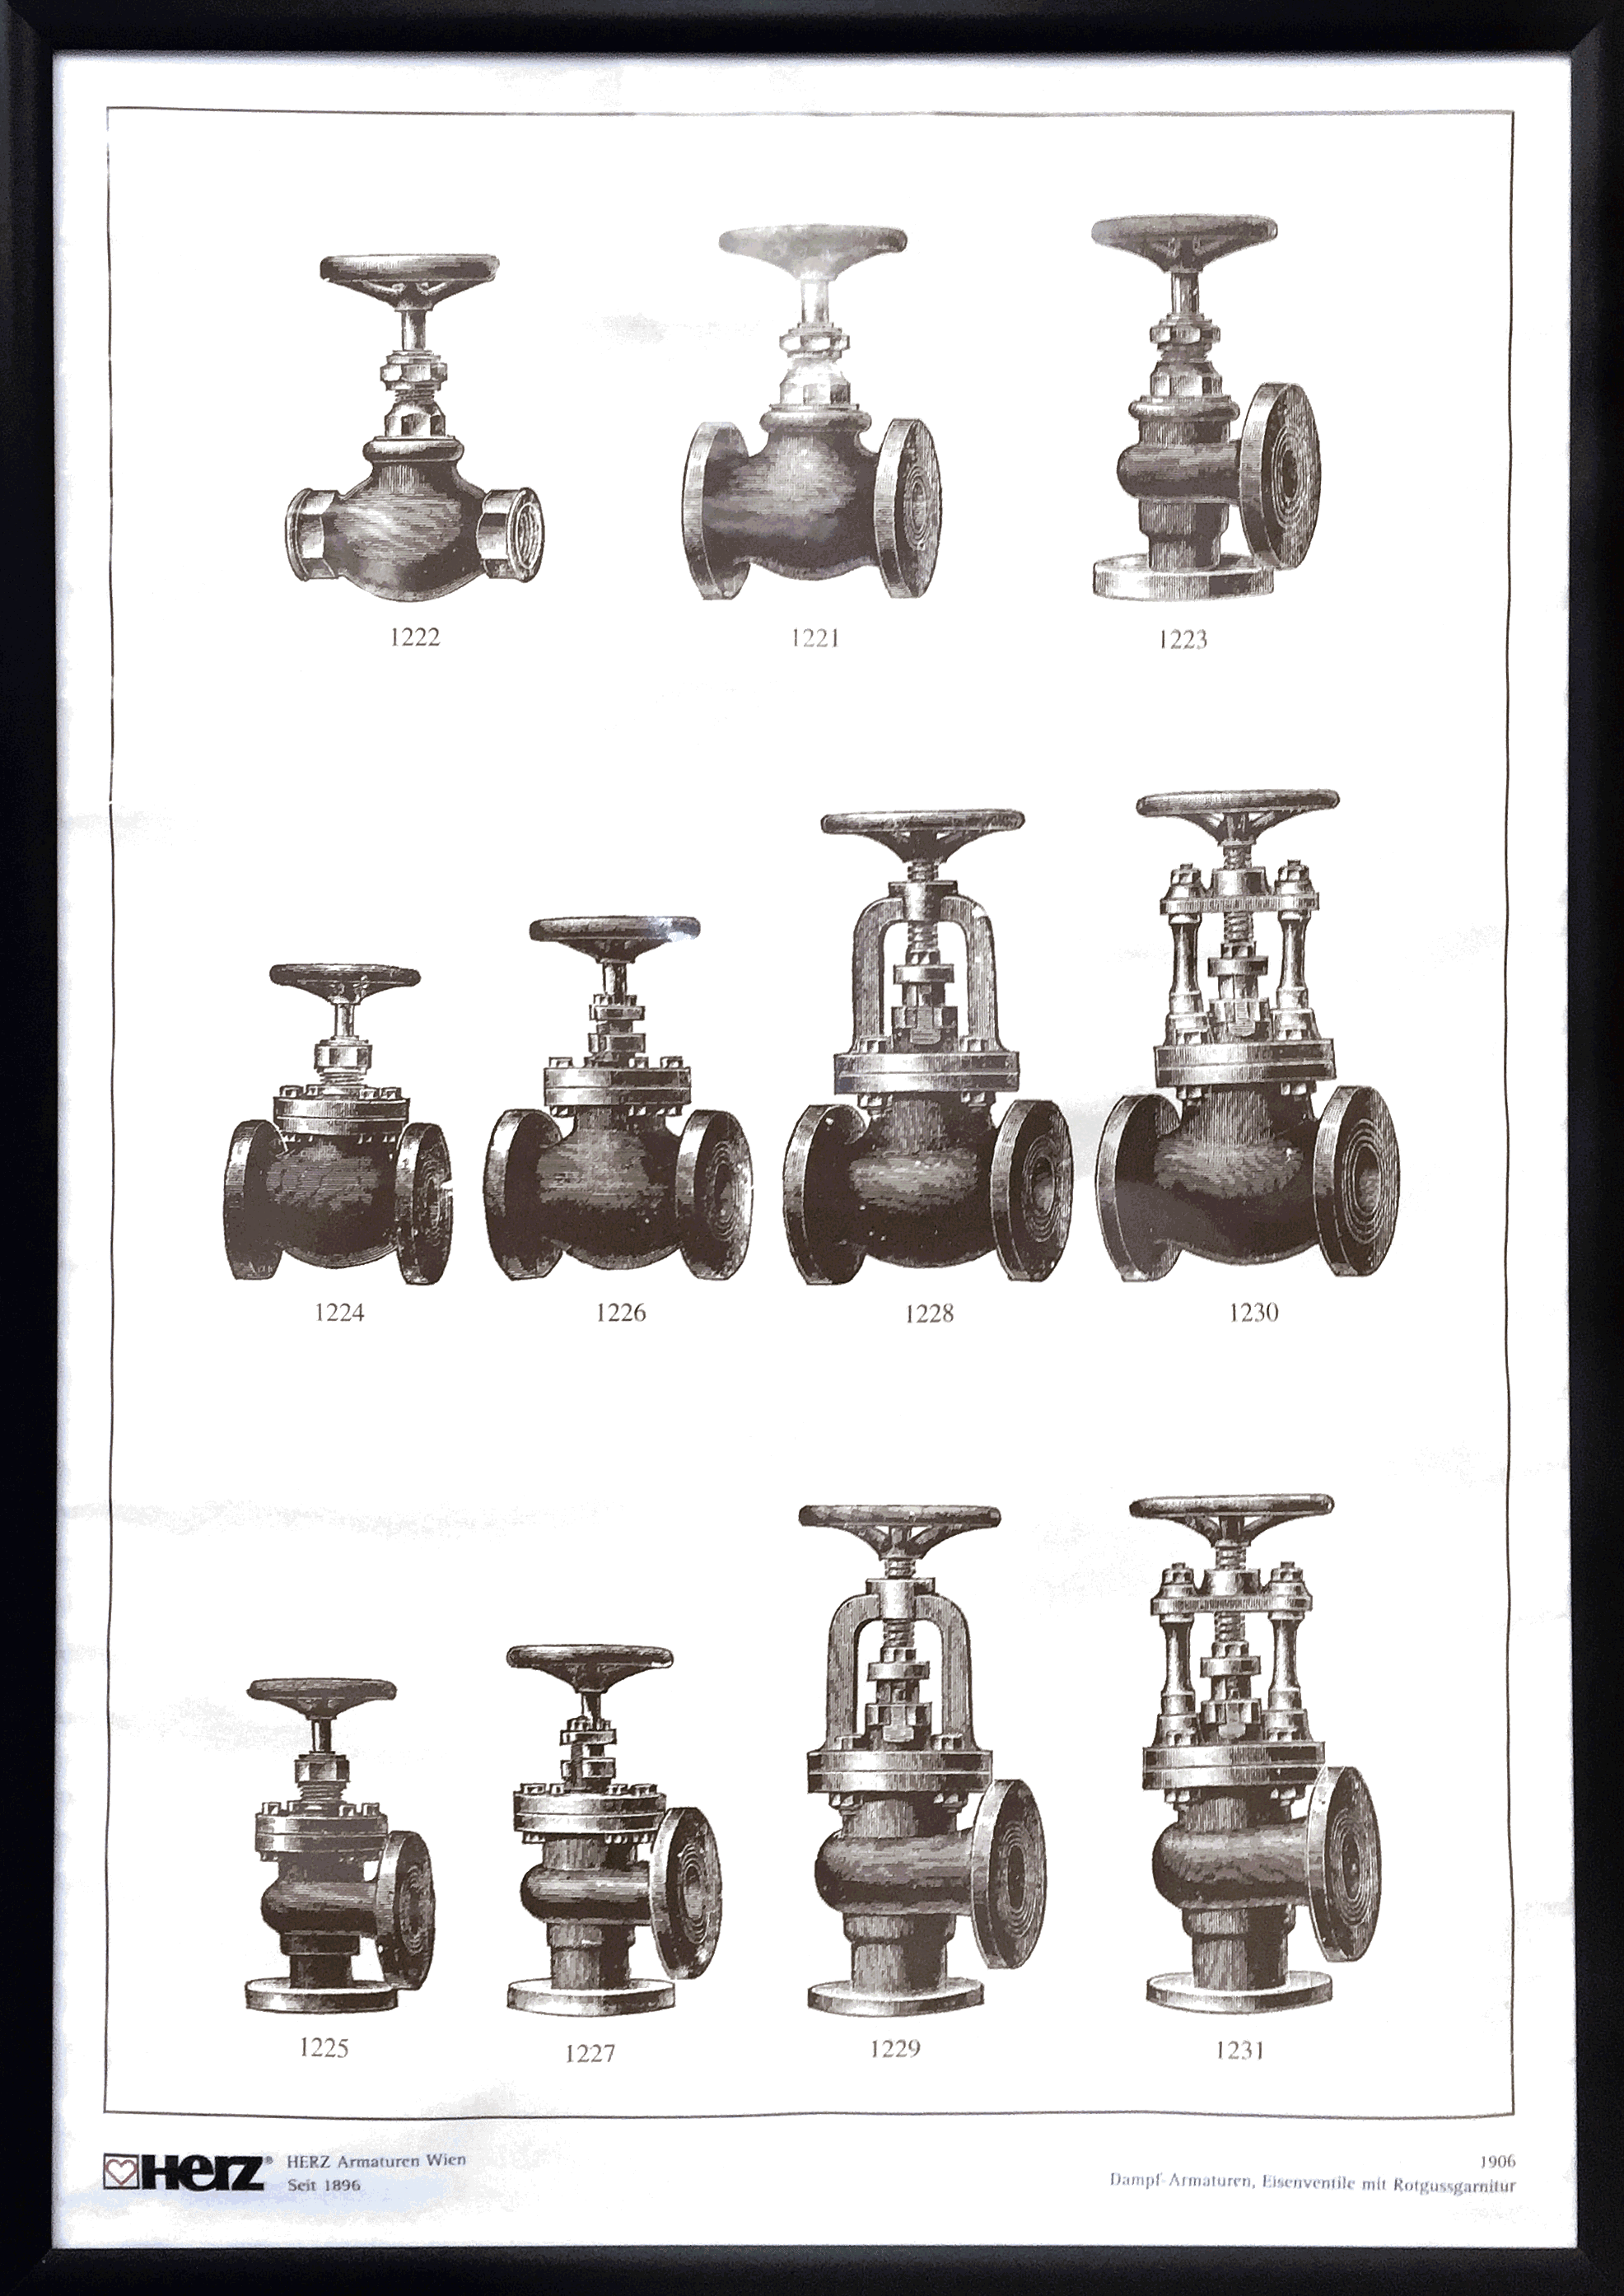 1222 1221 1223
1224 1226 1228 1230
1225 1227 1229 1231
Herz® HERZ Armaturen Wien
Seit 1896
1906
Dampf-Armaturen, Eisenventile mit Rotgussgarnitur